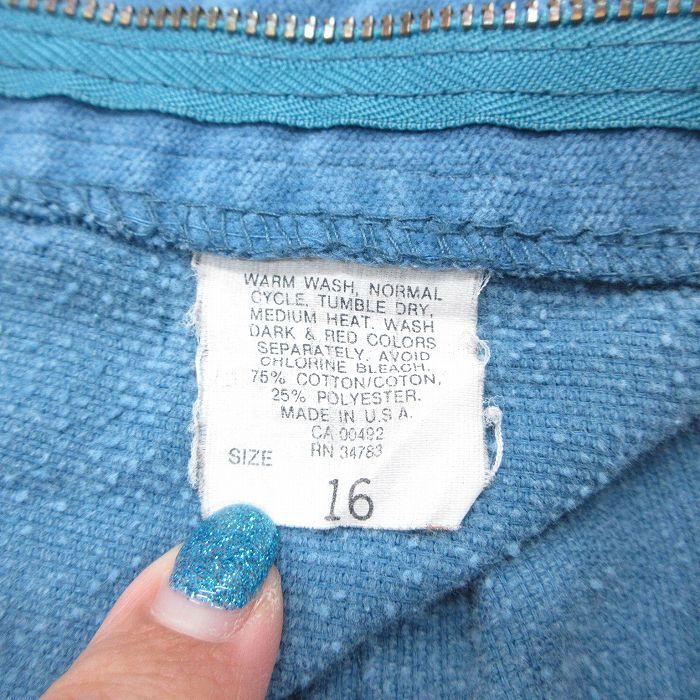 WARM WASH, NORMAL
CYCLE, TUMBLE DRY,
MEDIUM HEAT. WASH
DARK & RED COLORS
SEPARATELY. AVOID
CHLORINE BLEACH.
75% COTTON/COTON,
25% POLYESTER.
MADE IN U.S.A.
CA 00492
RN 34783
SIZE
16